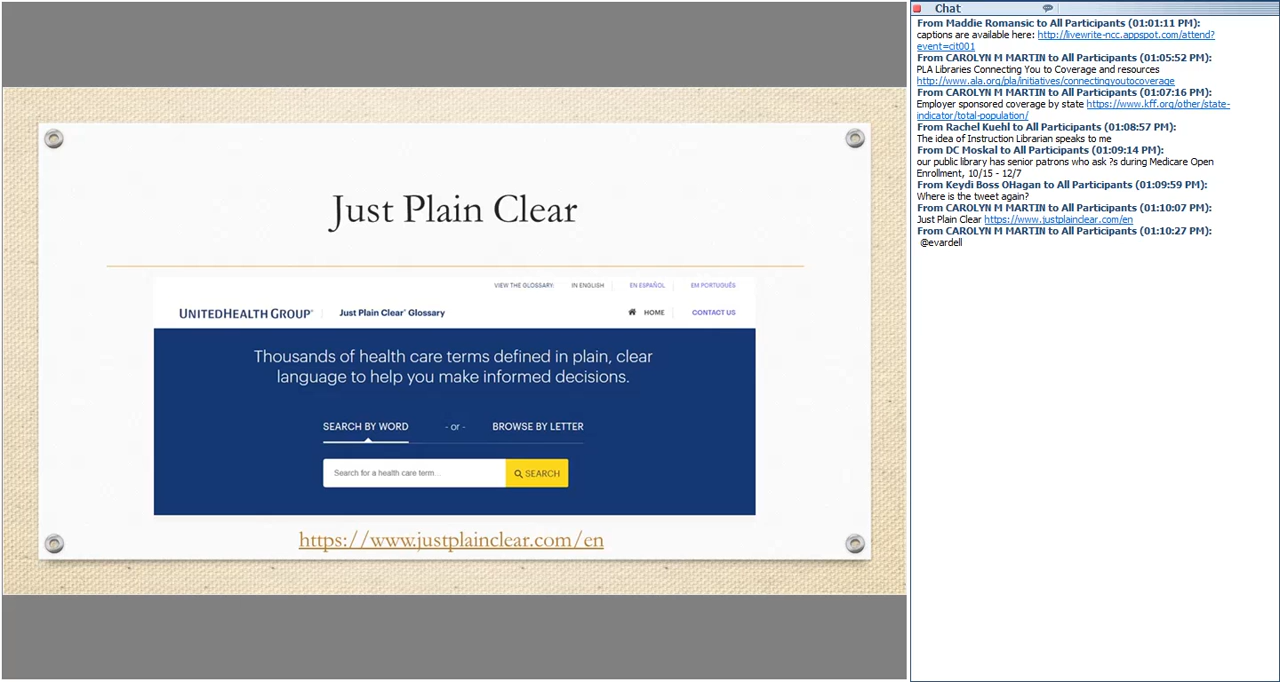 Just Plain Clear
VIEW THE GLOSSARY: IN ENGLISH EN ESPAÑOL EM PORTUGUÊS
UNITEDHEALTH GROUP® Just Plain Clear® Glossary HOME CONTACT US
Thousands of health care terms defined in plain, clear
language to help you make informed decisions.
SEARCH BY WORD - or - BROWSE BY LETTER
Search for a health care term... SEARCH
https://www.justplainclear.com/en
Chat
From Maddie Romansic to All Participants (01:01:11 PM):
captions are available here: http://livewrite-ncc.appspot.com/attend?
event=cit001
From CAROLYN M MARTIN to All Participants (01:05:52 PM):
PLA Libraries Connecting You to Coverage and resources
http://www.ala.org/pla/initiatives/connectingyoutocoverage
From CAROLYN M MARTIN to All Participants (01:07:16 PM):
Employer sponsored coverage by state https://www.kff.org/other/state-
indicator/total-population/
From Rachel Kuehl to All Participants (01:08:57 PM):
The idea of Instruction Librarian speaks to me
From DC Moskal to All Participants (01:09:14 PM):
our public library has senior patrons who ask ?s during Medicare Open
Enrollment, 10/15 - 12/7
From Keydi Boss OHagan to All Participants (01:09:59 PM):
Where is the tweet again?
From CAROLYN M MARTIN to All Participants (01:10:07 PM):
Just Plain Clear https://www.justplainclear.com/en
From CAROLYN M MARTIN to All Participants (01:10:27 PM):
@evardell